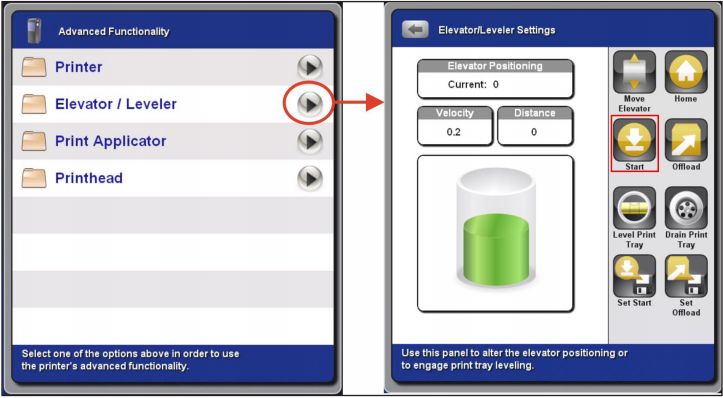 Advanced Functionality
Printer
Elevator / Leveler
Print Applicator
Printhead
Select one of the options above in order to use
the printer's advanced functionality.
Elevator/Leveler Settings
Elevator Positioning
Current: 0
Velocity
0.2
Distance
0
Move
Elevator
Home
Start
Offload
Level Print
Tray
Drain Print
Tray
Set Start
Set
Offload
Use this panel to alter the elevator positioning or
to engage print tray leveling.